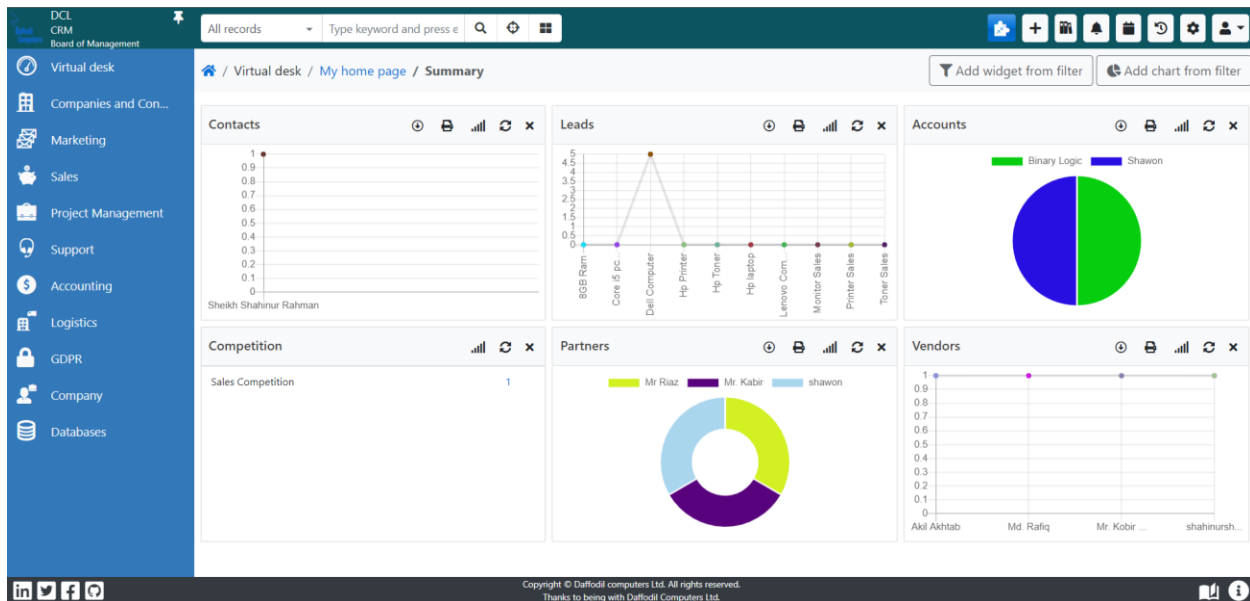 DCL
CRM
Board of Management
All records
Type keyword and press e
Virtual desk
Companies and Con...
Marketing
Sales
Project Management
Support
Accounting
Logistics
GDPR
Company
Databases
/ Virtual desk / My home page / Summary
Add widget from filter
Add chart from filter
Contacts
1
0.9
0.8
0.7
0.6
0.5
0.4
0.3
0.2
0.1
0
Sheikh Shahinur Rahman
Leads
5
4.5
4
3.5
3
2.5
2
1.5
1
0.5
0
8GB Ram
Core i5 pc...
Dell Computer
Hp Printer
Hp Toner
Hp laptop
Lenovo Com...
Monitor Sales
Printer Sales
Toner Sales
Accounts
Binary Logic Shawon
Competition
Sales Competition 1
Partners
Mr Riaz Mr. Kabir shawon
Vendors
1
0.9
0.8
0.7
0.6
0.5
0.4
0.3
0.2
0.1
0
Akil Akhtab Md. Rafiq Mr. Kobir ... shahinursh...
Copyright © Daffodil computers Ltd. All rights reserved.
Thanks to being with Daffodil Computers Ltd.